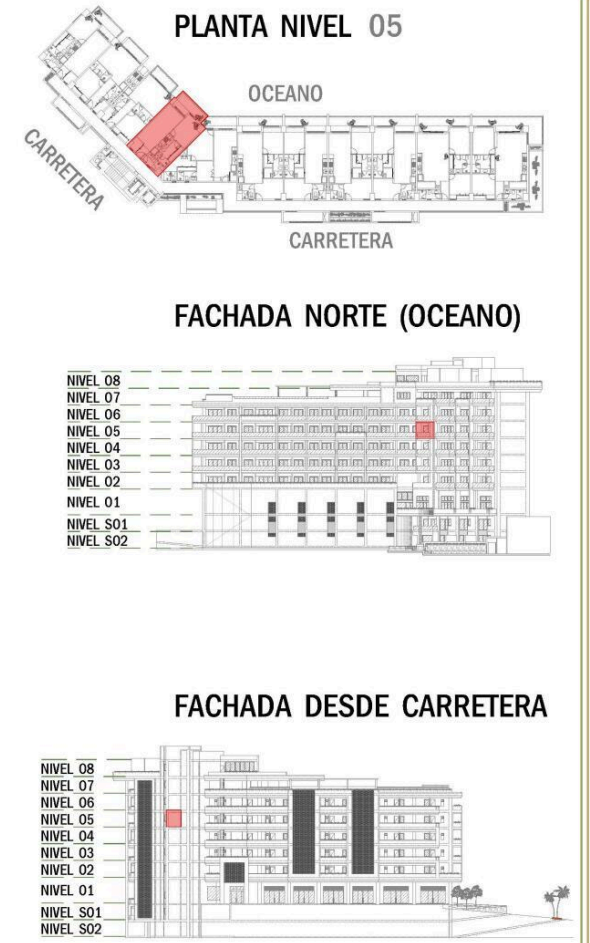 PLANTA NIVEL 05
OCEANO
CARRETERA
CARRETERA
FACHADA NORTE (OCEANO)
NIVEL 08
NIVEL 07
NIVEL 06
NIVEL 05
NIVEL 04
NIVEL 03
NIVEL 02
NIVEL 01
NIVEL S01
NIVEL S02
FACHADA DESDE CARRETERA
NIVEL 08
NIVEL 07
NIVEL 06
NIVEL 05
NIVEL 04
NIVEL 03
NIVEL 02
NIVEL 01
NIVEL S01
NIVEL S02